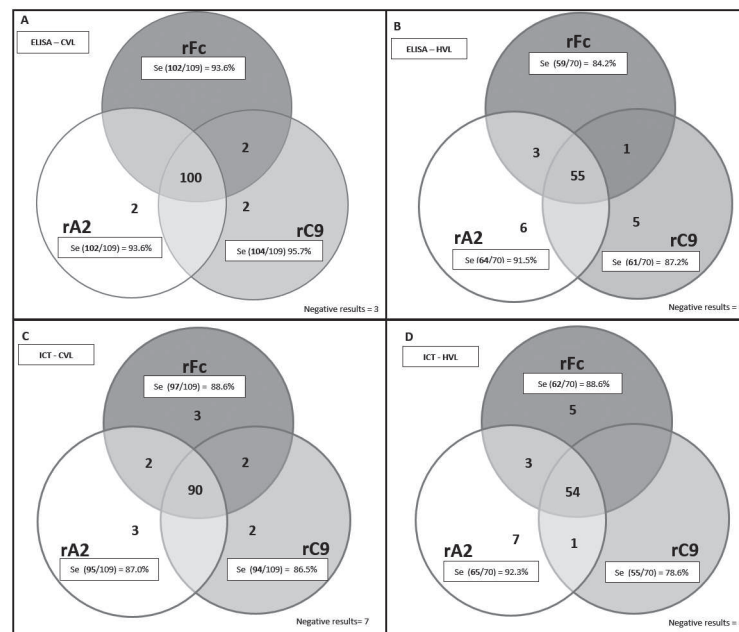 A
ELISA – CVL
rFc
Se (102/109) = 93.6%
2
100
2
2
rA2
Se (102/109) = 93.6%
rC9
Se (104/109) 95.7%
Negative results = 3
B
ELISA – HVL
rFc
Se (59/70) = 84.2%
3
1
55
6
5
rA2
Se (64/70) = 91.5%
rC9
Se (61/70) = 87.2%
Negative results =
C
ICT - CVL
rFc
Se (97/109) = 88.6%
3
2
2
90
3
2
rA2
Se (95/109) = 87.0%
rC9
Se (94/109) = 86.5%
Negative results= 7
D
ICT - HVL
rFc
Se (62/70) = 88.6%
5
3
54
7
1
rA2
Se (65/70) = 92.3%
rC9
Se (55/70) = 78.6%
Negative results =